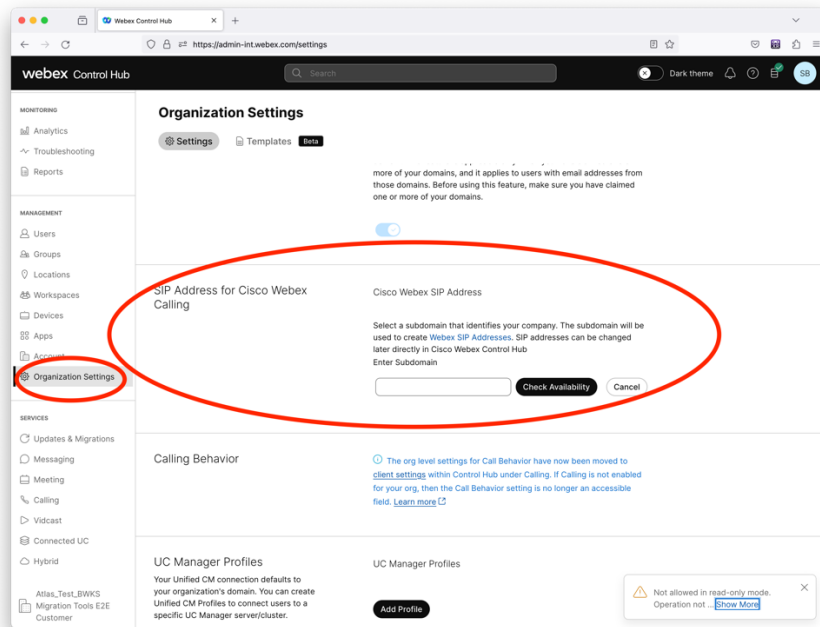 Webex Control Hub
https://admin-int.webex.com/settings
webex Control Hub
Search
Dark theme
SB
MONITORING
Analytics
Troubleshooting
Reports
MANAGEMENT
Users
Groups
Locations
Workspaces
Devices
Apps
Account
Organization Settings
SERVICES
Updates & Migrations
Messaging
Meeting
Calling
Vidcast
Connected UC
Hybrid
Atlas_Test_BWKS
Migration Tools E2E
Customer
Organization Settings
Settings
Templates
Beta
more of your domains, and it applies to users with email addresses from
those domains. Before using this feature, make sure you have claimed
one or more of your domains.
SIP Address for Cisco Webex
Calling
Cisco Webex SIP Address
Select a subdomain that identifies your company. The subdomain will be
used to create Webex SIP Addresses. SIP addresses can be changed
later directly in Cisco Webex Control Hub
Enter Subdomain
Check Availability
Cancel
Calling Behavior
The org level settings for Call Behavior have now been moved to
client settings within Control Hub under Calling. If Calling is not enabled
for your org, then the Call Behavior setting is no longer an accessible
field. Learn more
UC Manager Profiles
Your Unified CM connection defaults to
your organization's domain. You can create
Unified CM Profiles to connect users to a
specific UC Manager server/cluster.
UC Manager Profiles
Add Profile
Not allowed in read-only mode.
Operation not ... Show More